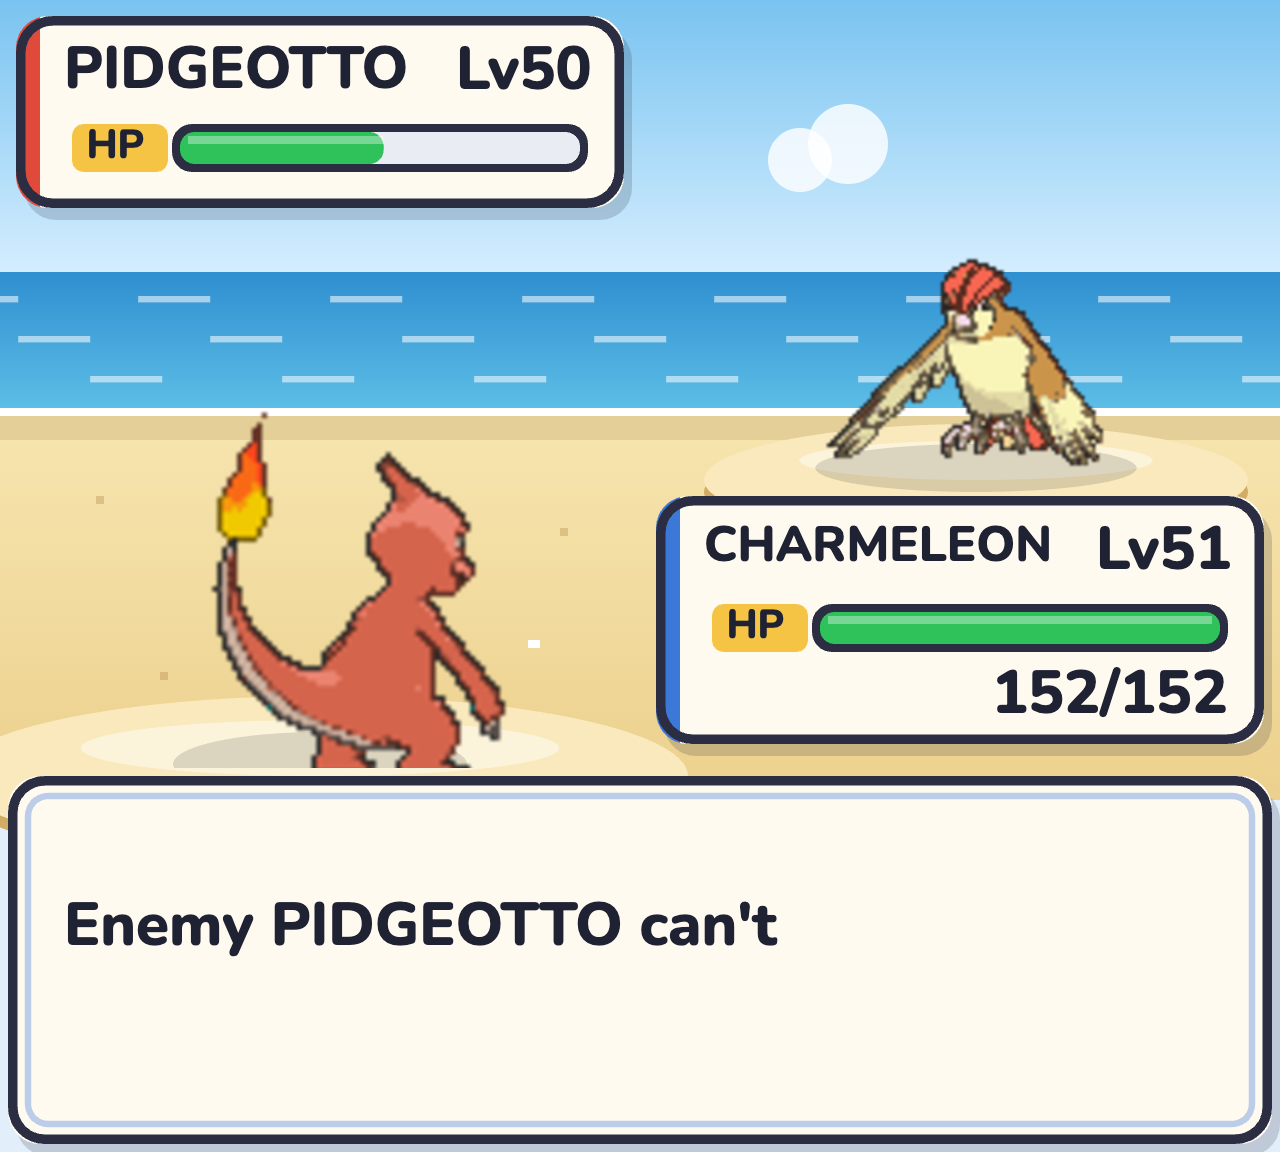 PIDGEOTTO Lv50
HP
CHARMELEON Lv51
HP
152/152
Enemy PIDGEOTTO can't